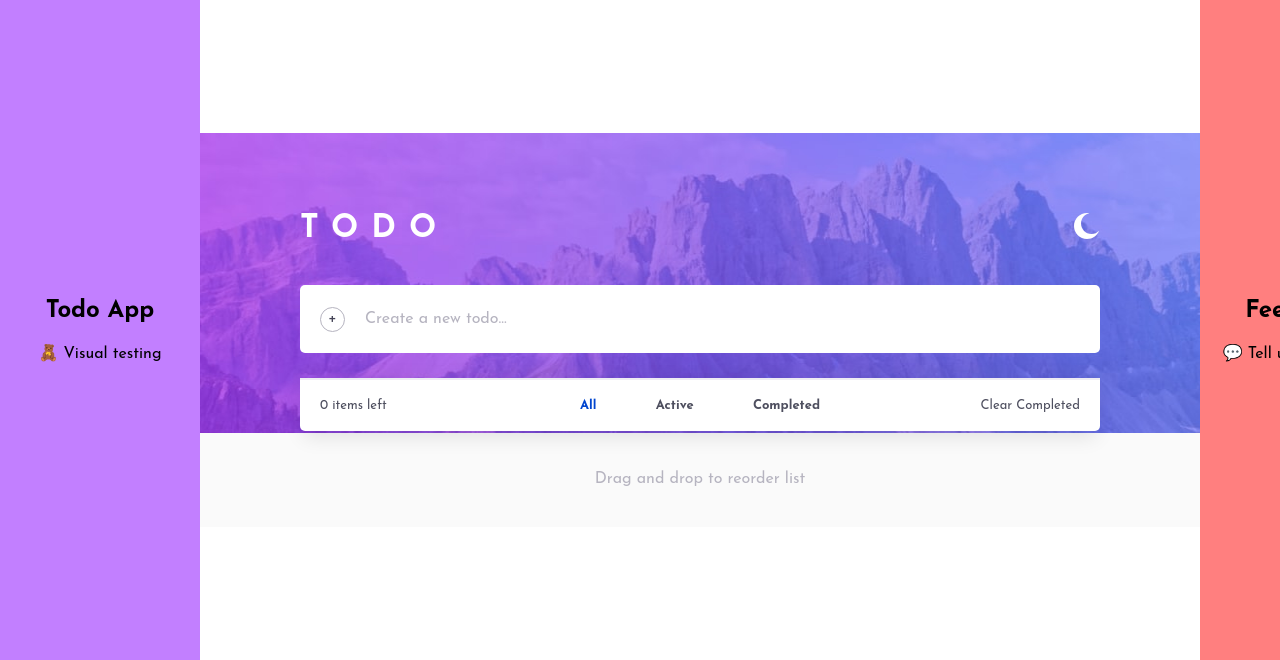 Todo App
🧸 Visual testing
TODO
+
Create a new todo...
0 items left
All
Active
Completed
Clear Completed
Drag and drop to reorder list
💬 Tell